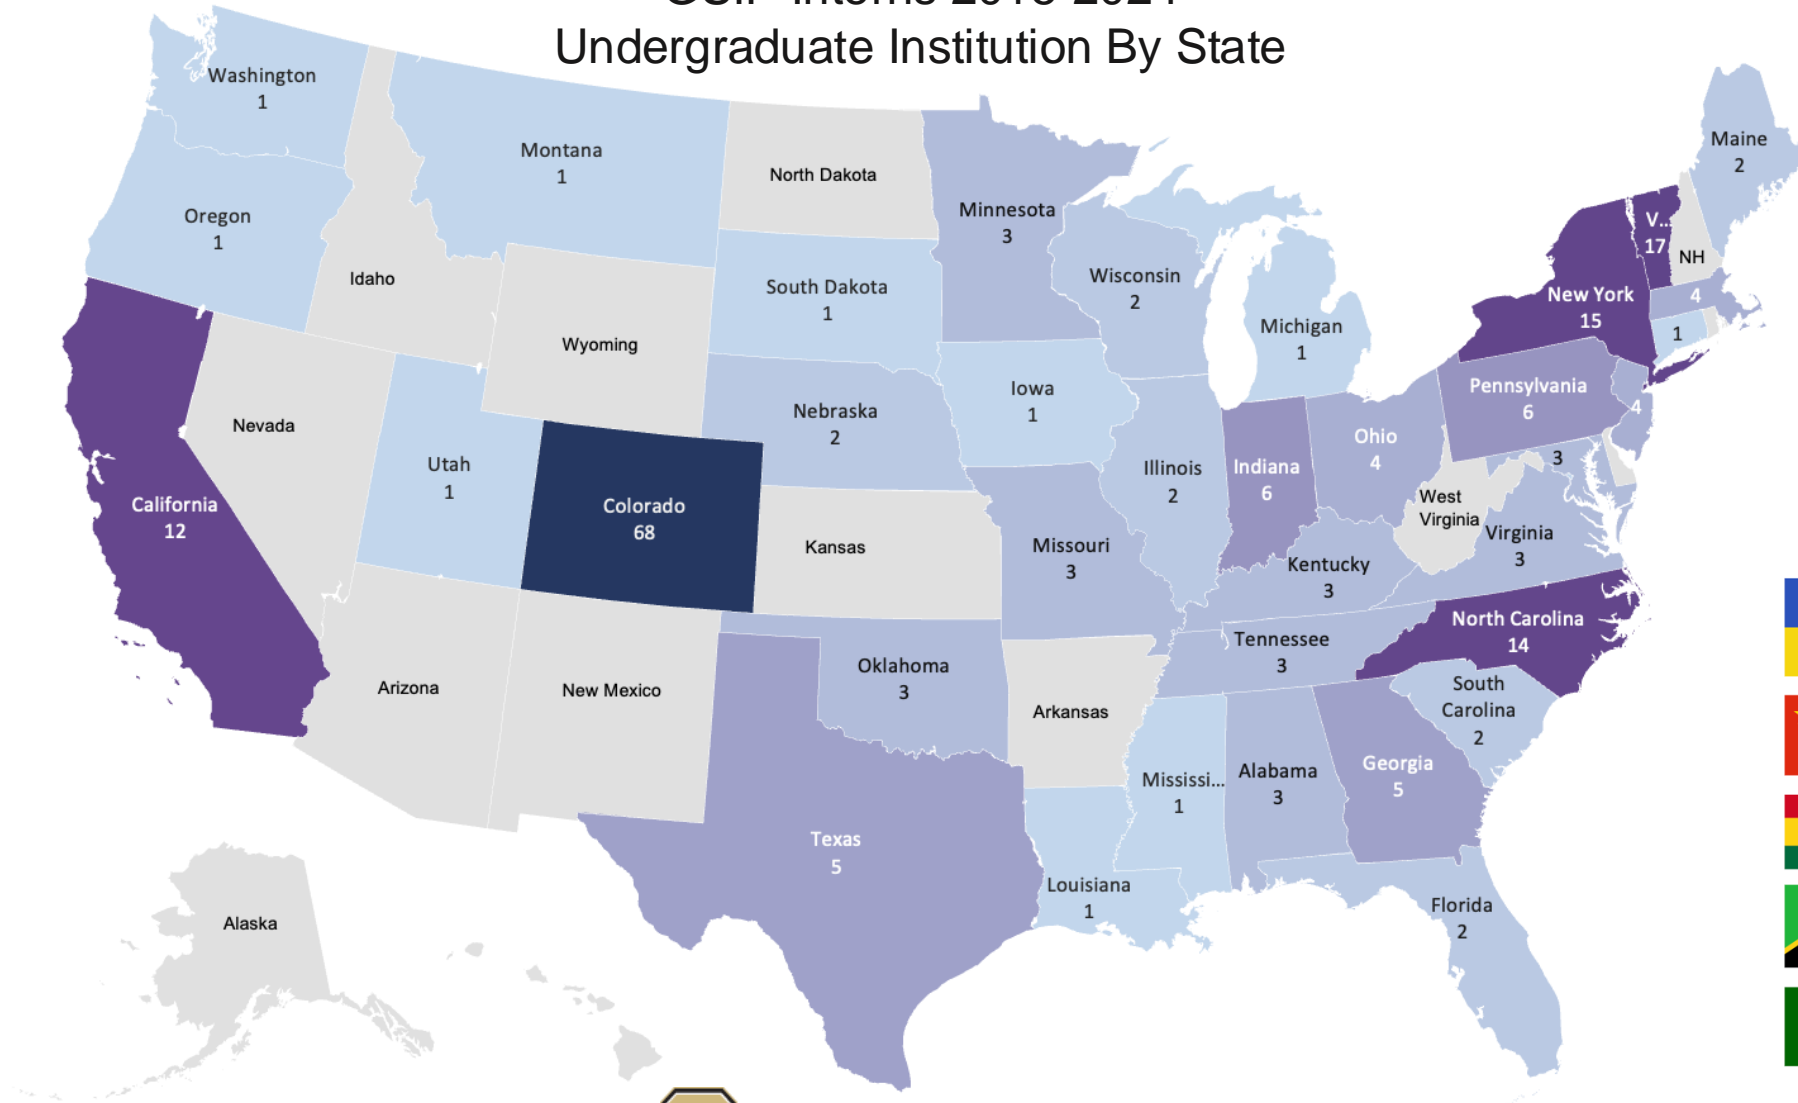 Undergraduate Institution By State
Washington
1
Montana
1
North Dakota
Minnesota
3
Maine
2
Oregon
1
Idaho
South Dakota
1
Wisconsin
2
Michigan
1
V...
17
NH
New York
15
4
1
Wyoming
Nebraska
2
Iowa
1
Pennsylvania
6
4
Nevada
Utah
1
Colorado
68
Illinois
2
Indiana
6
Ohio
4
3
West
Virginia
Virginia
3
California
12
Kansas
Missouri
3
Kentucky
3
North Carolina
14
Arizona
New Mexico
Oklahoma
3
Arkansas
Tennessee
3
South
Carolina
2
Texas
5
Mississi...
1
Alabama
3
Georgia
5
Louisiana
1
Florida
2
Alaska